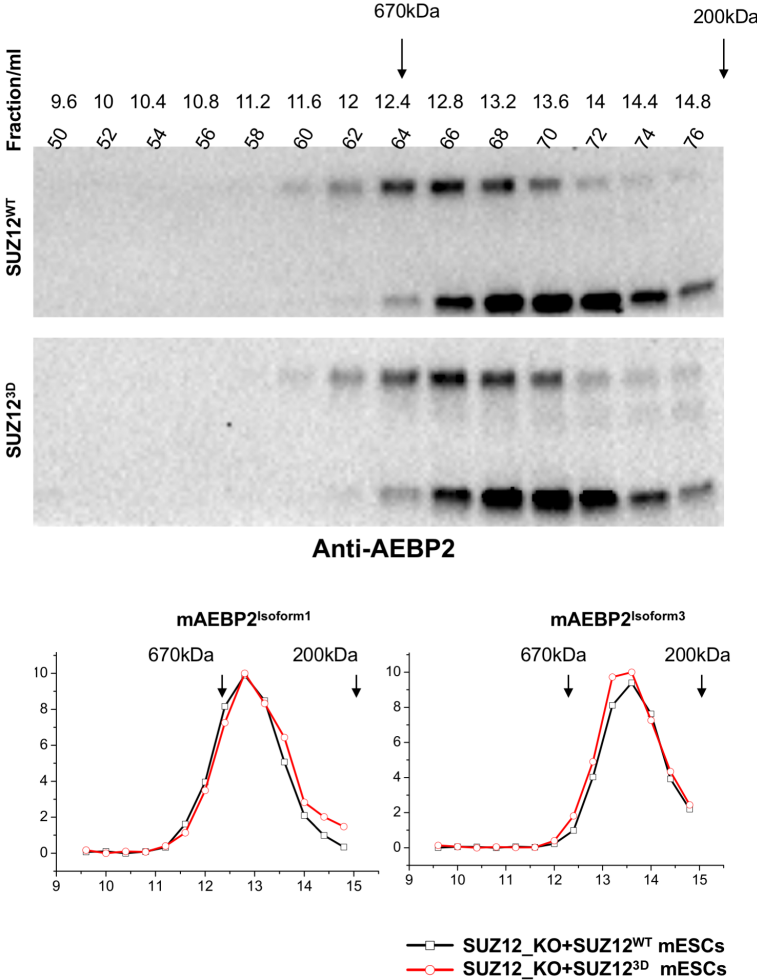 670kDa
200kDa
Fraction/ml
9.6 10 10.4 10.8 11.2 11.6 12 12.4 12.8 13.2 13.6 14 14.4 14.8
50 52 54 56 58 60 62 64 66 68 70 72 74 76
SUZ12WT
SUZ123D
Anti-AEBP2
mAEBP2Isoform1
670kDa 200kDa
10
8
6
4
2
0
9 10 11 12 13 14 15
mAEBP2Isoform3
670kDa 200kDa
10
8
6
4
2
0
9 10 11 12 13 14 15
SUZ12_KO+SUZ12WT mESCs
SUZ12_KO+SUZ123D mESCs